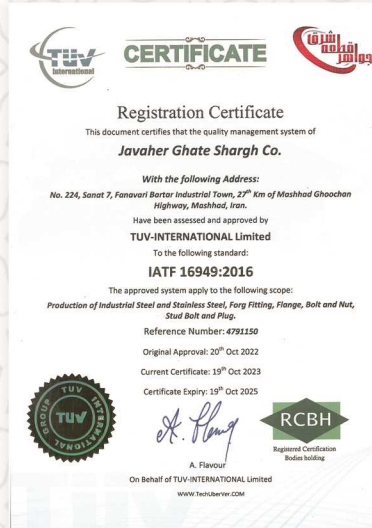 TÜV
International
CERTIFICATE
جواهر
قطعه
شرق
Registration Certificate
This document certifies that the quality management system of
Javaher Ghate Shargh Co.
With the following Address:
No. 224, Sanat 7, Fanavari Bartar Industrial Town, 27th Km of Mashhad Ghoochan
Highway, Mashhad, Iran.
Have been assessed and approved by
TUV-INTERNATIONAL Limited
To the following standard:
IATF 16949:2016
The approved system apply to the following scope:
Production of Industrial Steel and Stainless Steel, Forg Fitting, Flange, Bolt and Nut,
Stud Bolt and Plug.
Reference Number: 4791150
Original Approval: 20th Oct 2022
Current Certificate: 19th Oct 2023
Certificate Expiry: 19th Oct 2025
TUV INTERNATIONAL GROUP
TUV
A. Flavour
RCBH
Registered Certification
Bodies holding
On Behalf of TUV-INTERNATIONAL Limited
WWW.TechUberVer.COM